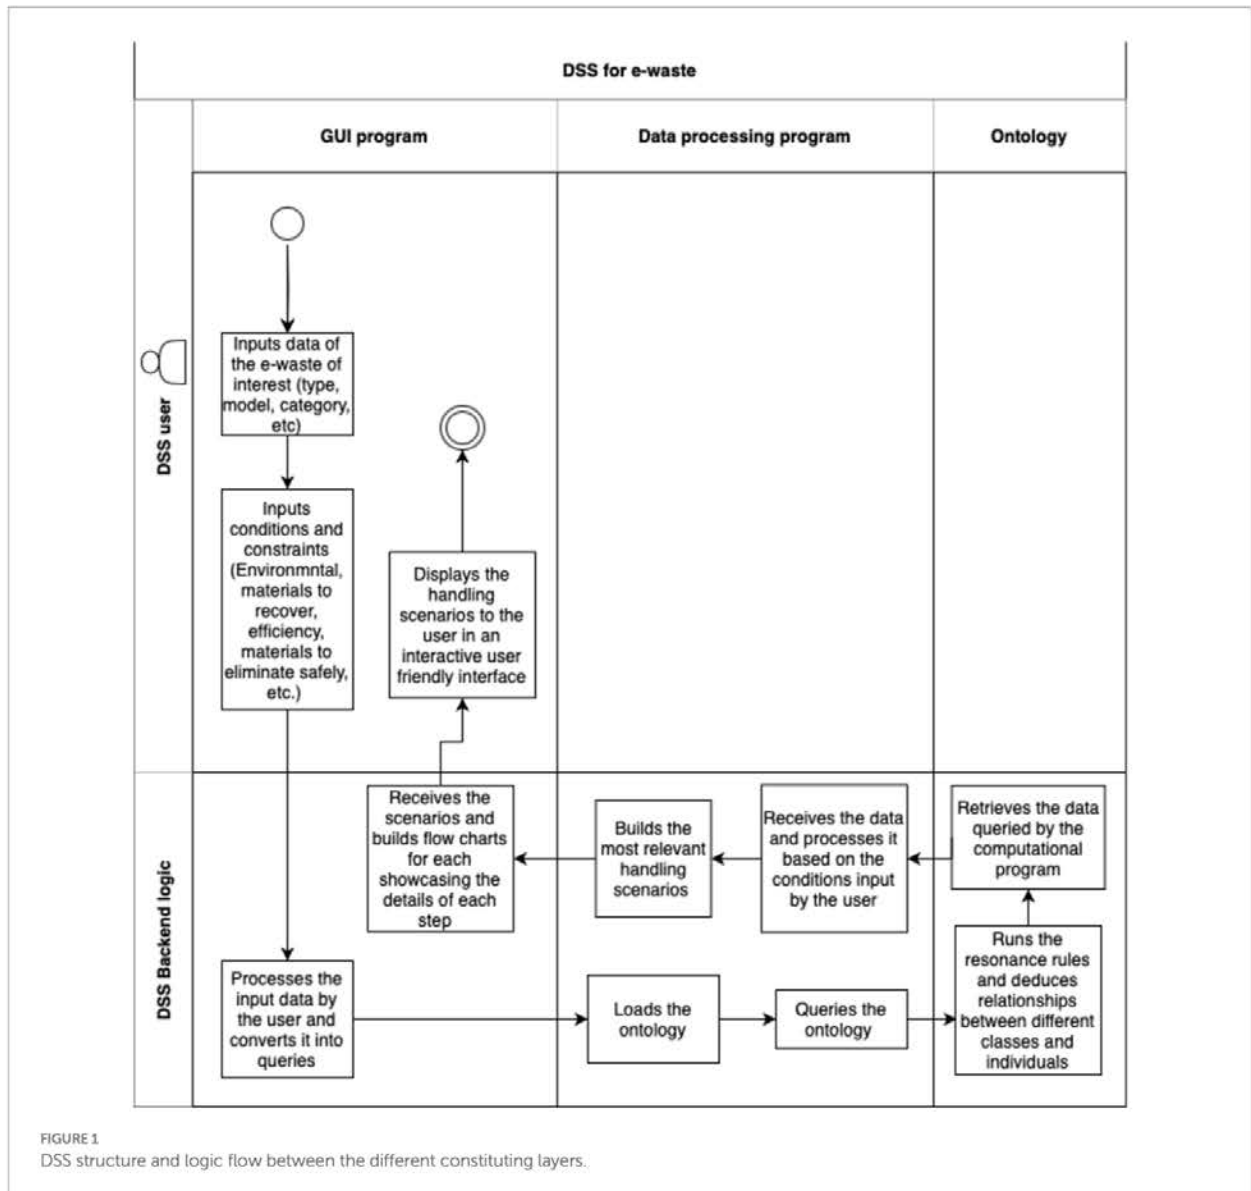 DSS for e-waste
GUI program
Data processing program
Ontology
DSS user
Inputs data of
the e-waste of
interest (type,
model, category,
etc)
Inputs
conditions and
constraints
(Environmntal,
materials to
recover,
efficiency,
materials to
eliminate safely,
etc.)
Displays the
handling
scenarios to the
user in an
interactive user
friendly interface
DSS Backend logic
Receives the
scenarios and
builds flow charts
for each
showcasing the
details of each
step
Builds the
most relevant
handling
scenarios
Receives the data
and processes it
based on the
conditions input
by the user
Retrieves the data
queried by the
computational
program
Processes the
input data by
the user and
converts it into
queries
Loads the
ontology
Queries the
ontology
Runs the
resonance rules
and deduces
relationships
between different
classes and
individuals
FIGURE 1
DSS structure and logic flow between the different constituting layers.